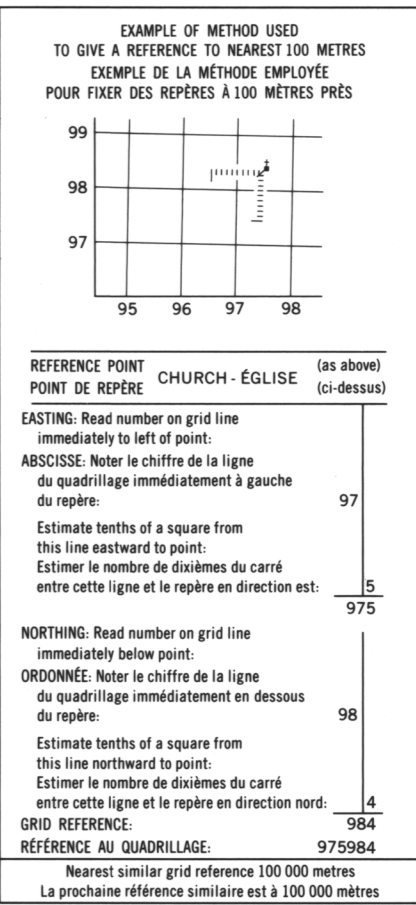 EXAMPLE OF METHOD USED
TO GIVE A REFERENCE TO NEAREST 100 METRES
EXEMPLE DE LA MÉTHODE EMPLOYÉE
POUR FIXER DES REPÈRES À 100 MÈTRES PRÈS
99
98
97
95 96 97 98
REFERENCE POINT
POINT DE REPÈRE
CHURCH - ÉGLISE
(as above)
(ci-dessus)
EASTING: Read number on grid line
immediately to left of point:
ABSCISSE: Noter le chiffre de la ligne
du quadrillage immédiatement à gauche
du repère: 97
Estimate tenths of a square from
this line eastward to point:
Estimer le nombre de dixièmes du carré
entre cette ligne et le repère en direction est: 5
975
NORTHING: Read number on grid line
immediately below point:
ORDONNÉE: Noter le chiffre de la ligne
du quadrillage immédiatement en dessous
du repère: 98
Estimate tenths of a square from
this line northward to point:
Estimer le nombre de dixièmes du carré
entre cette ligne et le repère en direction nord: 4
GRID REFERENCE: 984
RÉFÉRENCE AU QUADRILLAGE: 975984
Nearest similar grid reference 100 000 metres
La prochaine référence similaire est à 100 000 mètres